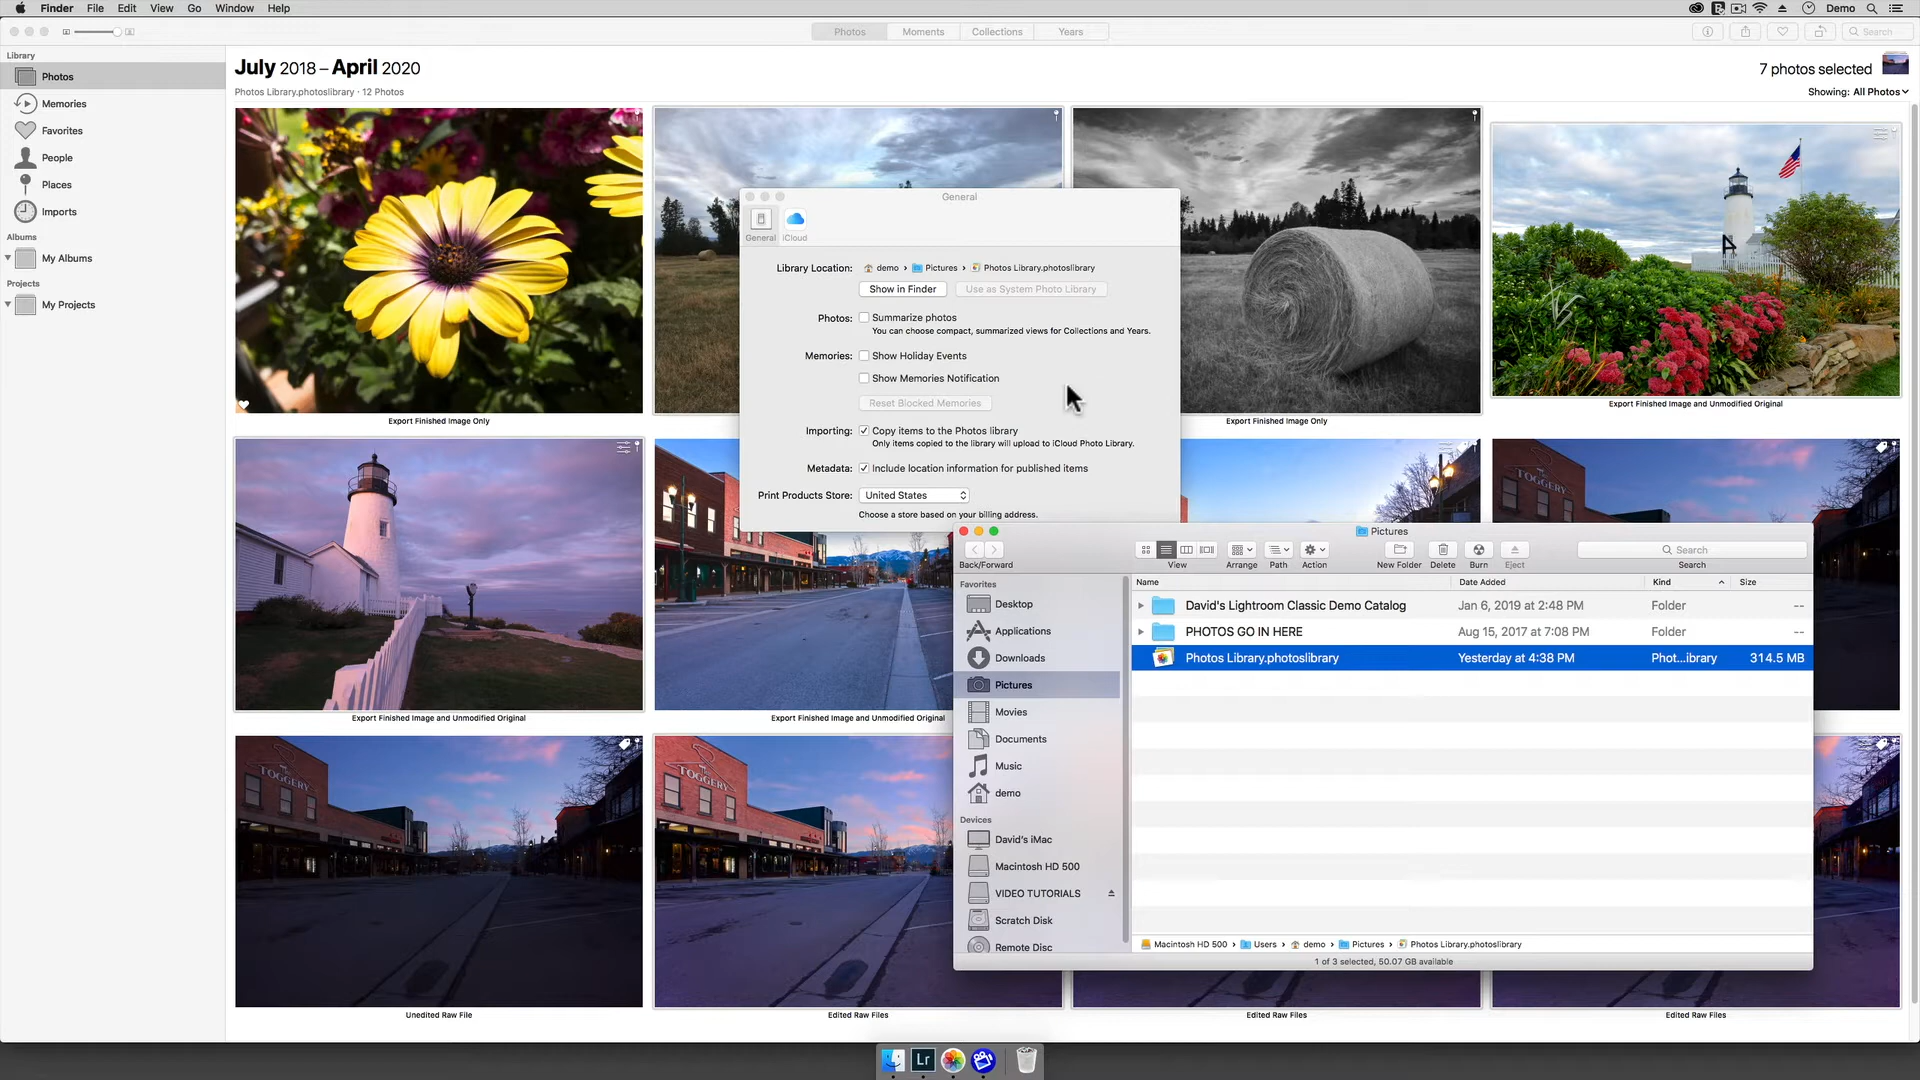 Finder File Edit View Go Window Help
Demo
Photos Moments Collections Years
Search
Library
Photos
Memories
Favorites
People
Places
Imports
Albums
My Albums
Projects
My Projects
July 2018 – April 2020
7 photos selected
Photos Library.photoslibrary · 12 Photos
Showing: All Photos
Export Finished Image Only
Export Finished Image Only
Export Finished Image and Unmodified Original
Export Finished Image and Unmodified Original
Export Finished Image and Unmodified Original
THE TOGGERY
TOGGERY
THE TOGGERY
TOGGERY
Unedited Raw File
Edited Raw Files
Edited Raw Files
Edited Raw Files
General
General iCloud
Library Location: demo › Pictures › Photos Library.photoslibrary
Show in Finder Use as System Photo Library
Photos: Summarize photos
You can choose compact, summarized views for Collections and Years.
Memories: Show Holiday Events
Show Memories Notification
Reset Blocked Memories
Importing: Copy items to the Photos library
Only items copied to the library will upload to iCloud Photo Library.
Metadata: Include location information for published items
Print Products Store: United States
Choose a store based on your billing address.
Pictures
Search
Back/Forward View Arrange Path Action New Folder Delete Burn Eject Search
Favorites
Desktop
Applications
Downloads
Pictures
Movies
Documents
Music
demo
Devices
David's iMac
Macintosh HD 500
VIDEO TUTORIALS
Scratch Disk
Remote Disc
Name Date Added Kind Size
David's Lightroom Classic Demo Catalog Jan 6, 2019 at 2:48 PM Folder --
PHOTOS GO IN HERE Aug 15, 2017 at 7:08 PM Folder --
Photos Library.photoslibrary Yesterday at 4:38 PM Phot...ibrary 314.5 MB
Macintosh HD 500 › Users › demo › Pictures › Photos Library.photoslibrary
1 of 3 selected, 50.07 GB available
Lr